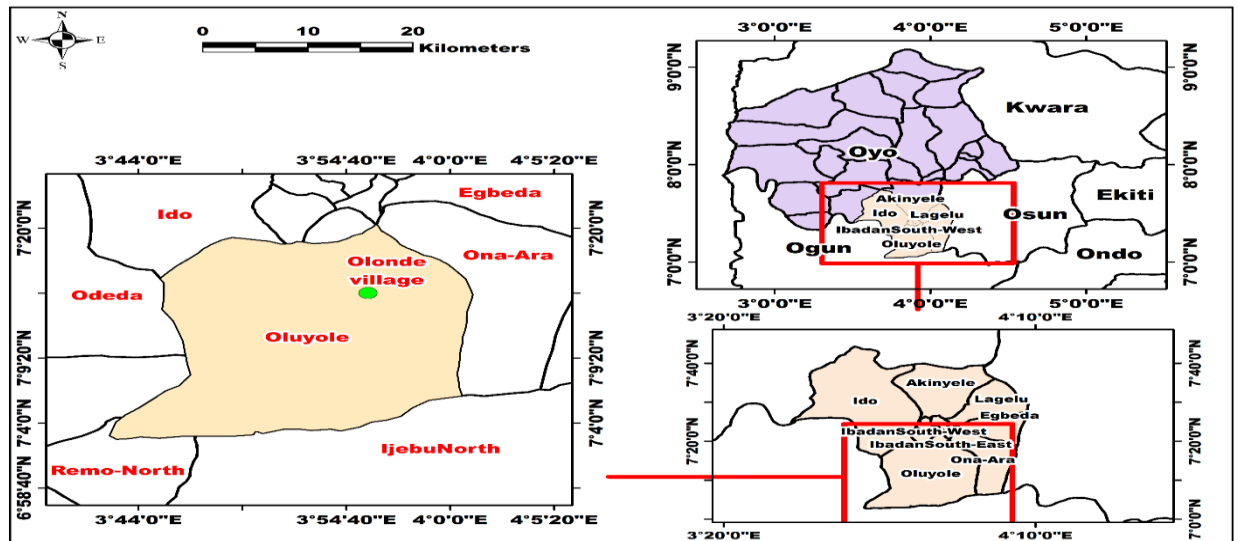 N
W E
S
0 10 20
Kilometers
3°44'0"E 3°54'40"E 4°0'0"E 4°5'20"E
7°20'0"N
7°9'20"N
7°4'0"N
6°58'40"N
Egbeda
Ido
Ona-Ara
Olonde
village
Odeda
Oluyole
IjebuNorth
Remo-North
7°20'0"N
7°9'20"N
7°4'0"N
6°58'40"N
3°44'0"E 3°54'40"E 4°0'0"E 4°5'20"E
3°0'0"E 4°0'0"E 5°0'0"E
9°0'0"N
8°0'0"N
7°0'0"N
Kwara
Oyo
Ekiti
Akinyele
Ido Lagelu
Osun
IbadanSouth-West
Ogun
Oluyole
Ondo
9°0'0"N
8°0'0"N
7°0'0"N
3°0'0"E 4°0'0"E 5°0'0"E
3°20'0"E 4°10'0"E
7°40'0"N
7°20'0"N
7°0'0"N
Akinyele
Ido
Lagelu
Egbeda
IbadanSouth-West
IbadanSouth-East
Ona-Ara
Oluyole
7°40'0"N
7°20'0"N
7°0'0"N
3°20'0"E 4°10'0"E